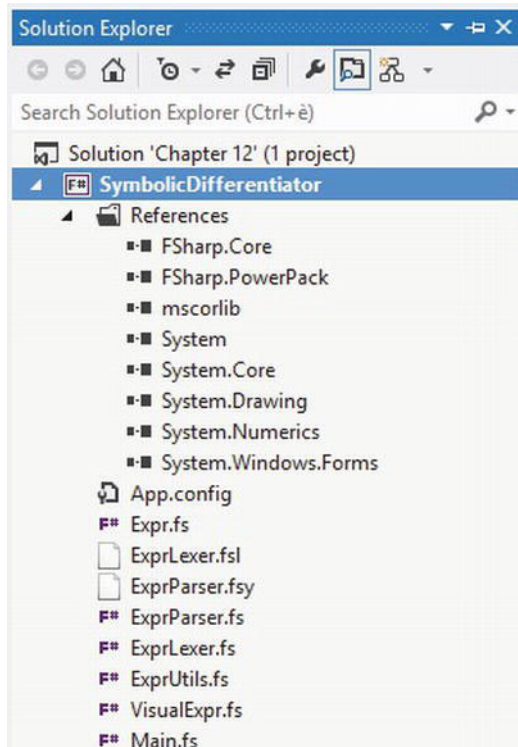 Solution Explorer
Search Solution Explorer (Ctrl+è)
Solution 'Chapter 12' (1 project)
F# SymbolicDifferentiator
References
FSharp.Core
FSharp.PowerPack
mscorlib
System
System.Core
System.Drawing
System.Numerics
System.Windows.Forms
App.config
F# Expr.fs
ExprLexer.fsl
ExprParser.fsy
F# ExprParser.fs
F# ExprLexer.fs
F# ExprUtils.fs
F# VisualExpr.fs
F# Main.fs